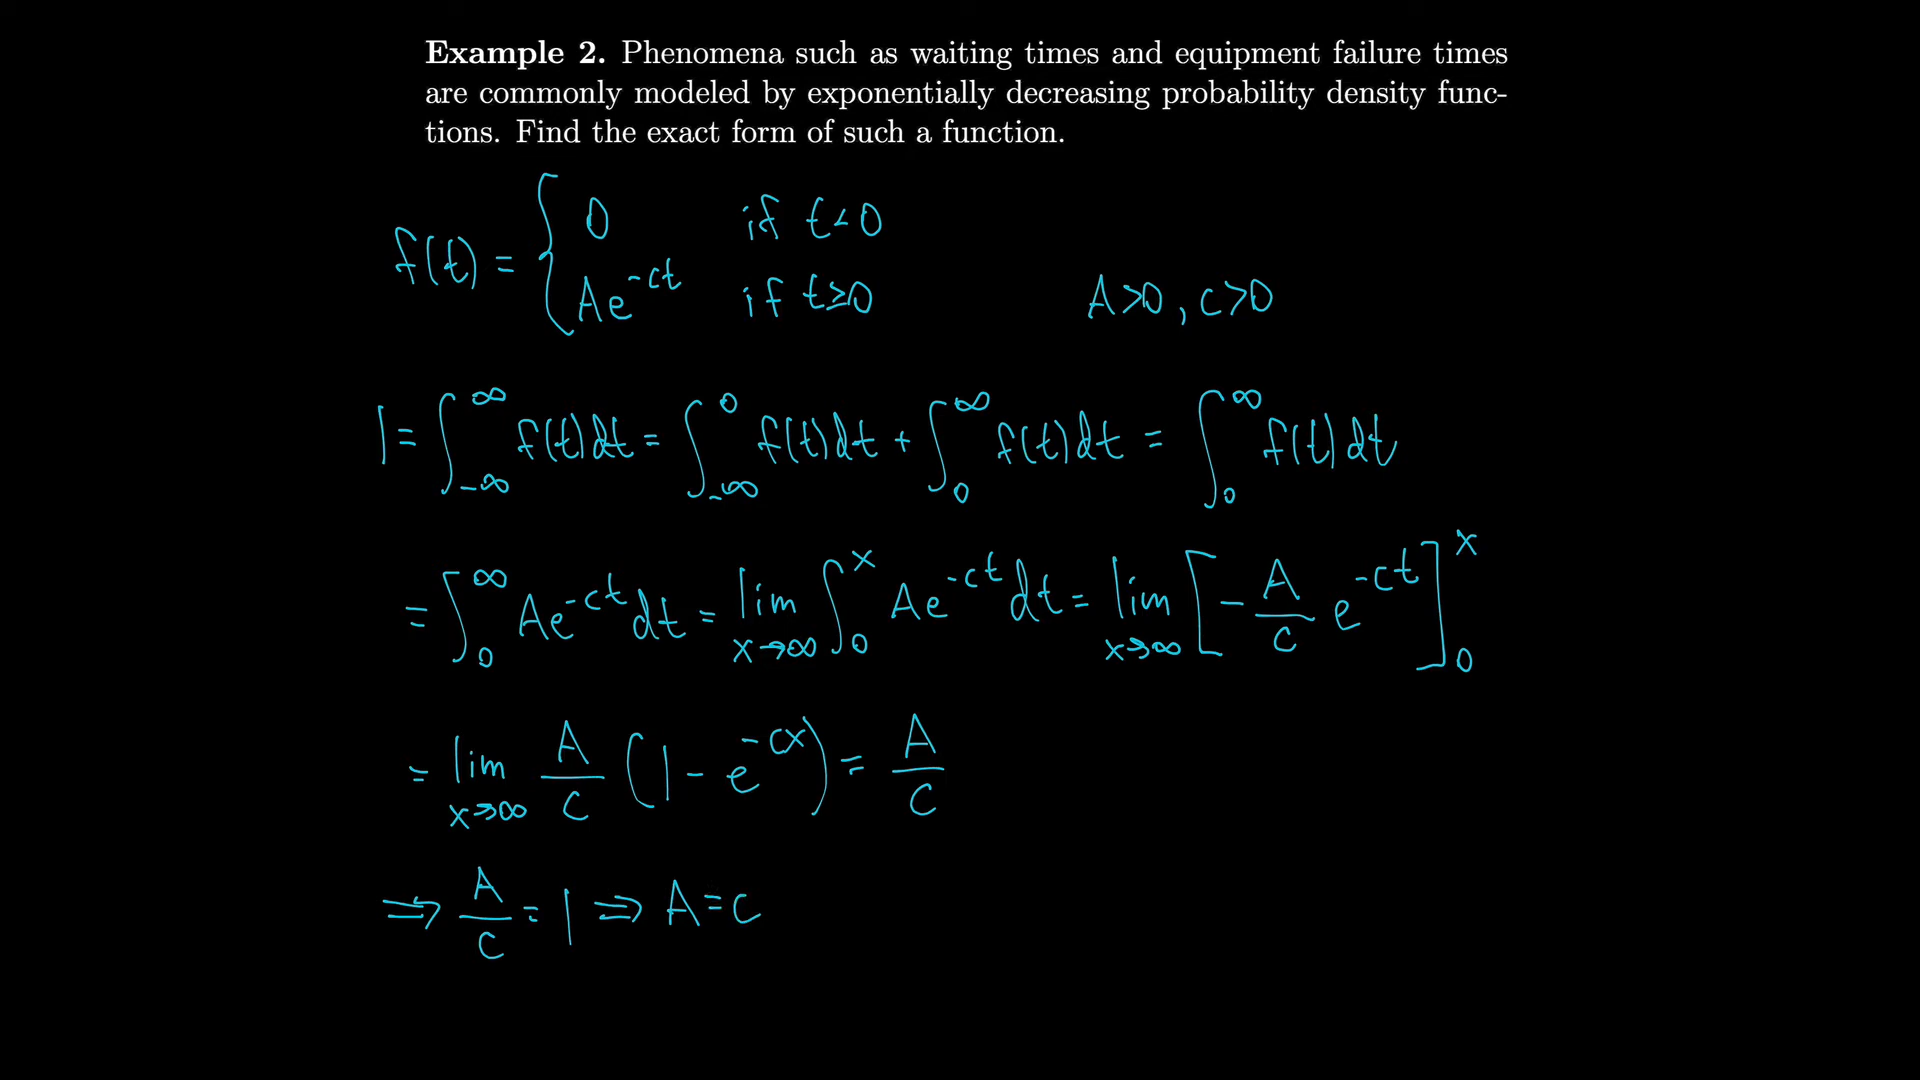 Example 2. Phenomena such as waiting times and equipment failure times
are commonly modeled by exponentially decreasing probability density func-
tions. Find the exact form of such a function.
f(t) = { 0 if t<0
Ae^{-ct} if t≥0 A>0, c>0
1 = ∫_{-∞}^{∞} f(t)dt = ∫_{-∞}^{0} f(t)dt + ∫_{0}^{∞} f(t)dt = ∫_{0}^{∞} f(t)dt
= ∫_{0}^{∞} Ae^{-ct}dt = lim_{x→∞} ∫_{0}^{x} Ae^{-ct}dt = lim_{x→∞} [-A/c e^{-ct}]_{0}^{x}
= lim_{x→∞} A/c (1 - e^{-cx}) = A/c
⇒ A/c = 1 ⇒ A=c